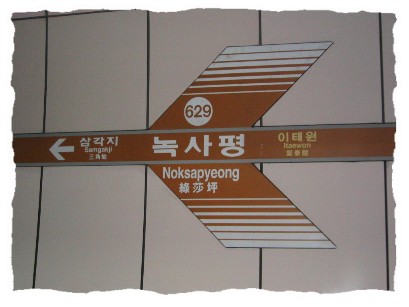 629
삼각지
Samgakji
三角地
녹사평
Noksapyeong
綠莎坪
이태원
Itaewon
梨泰院